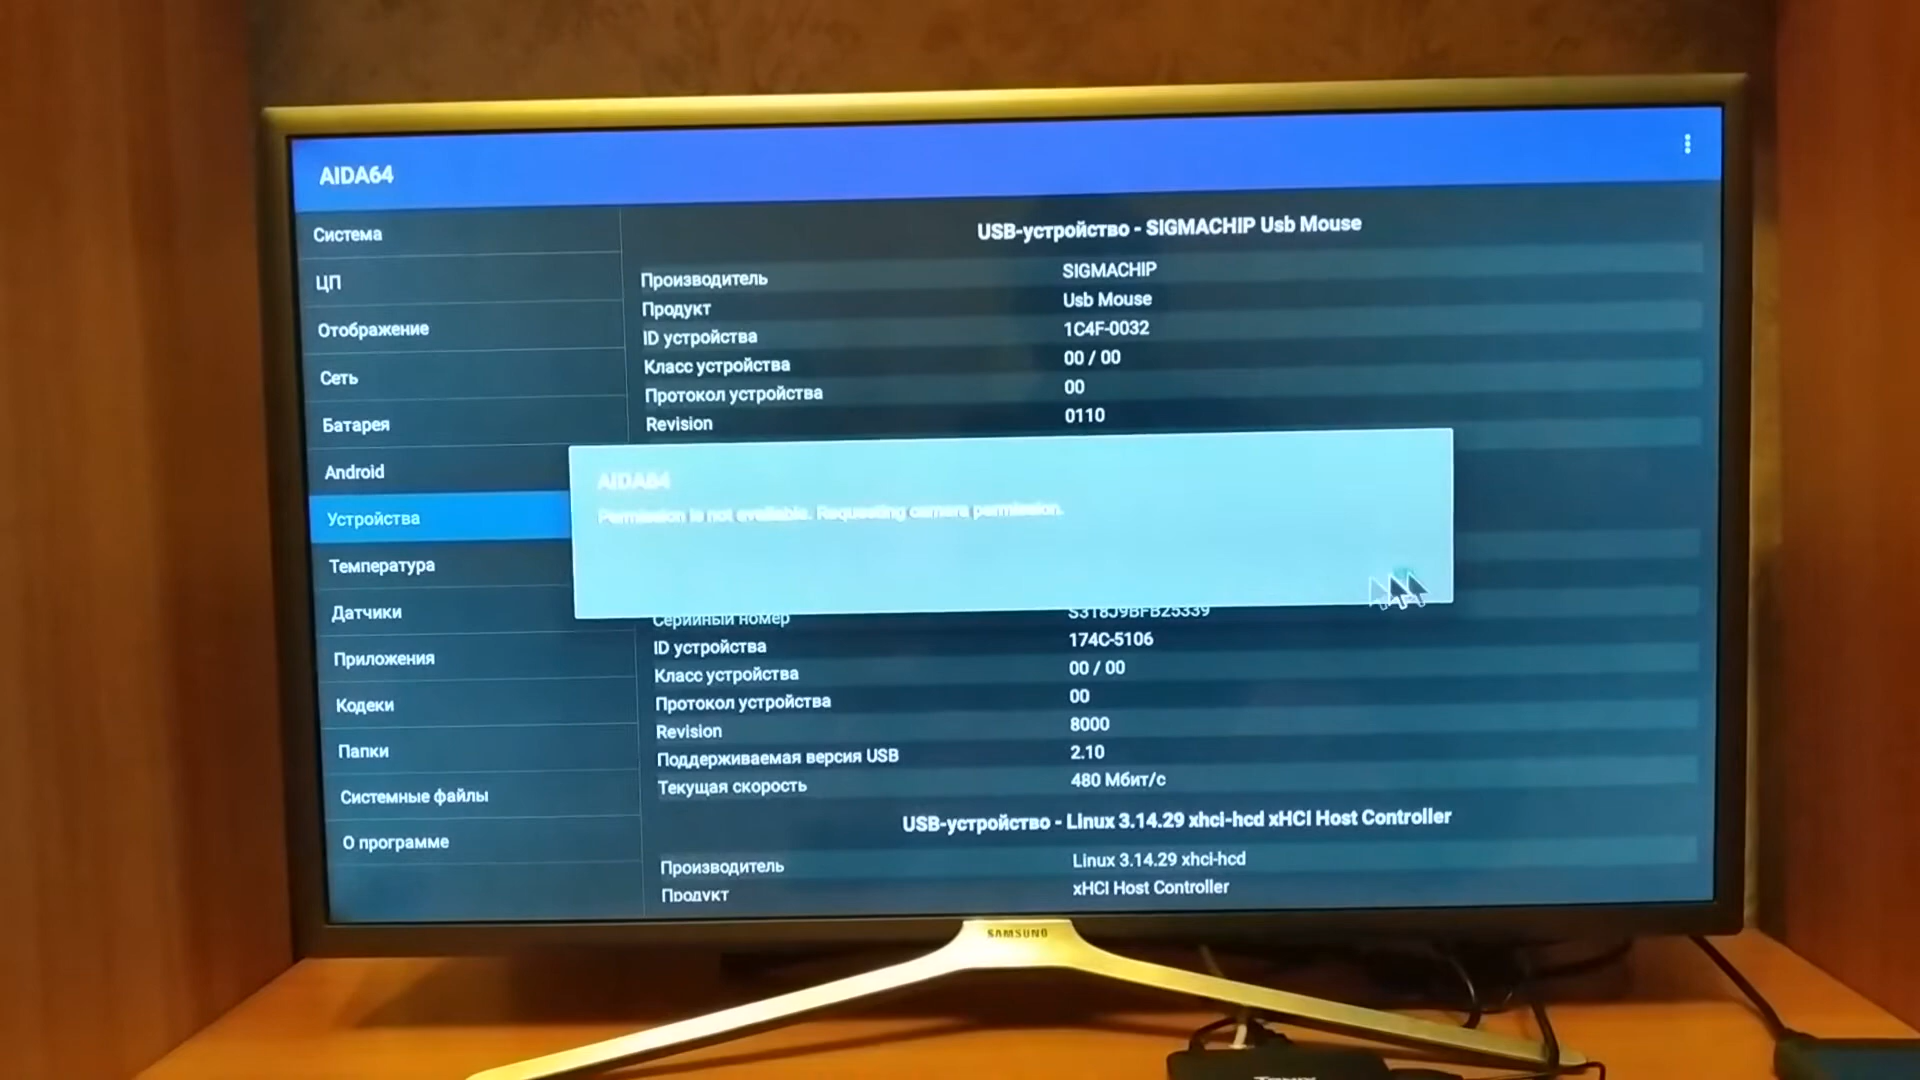 AIDA64
Система
ЦП
Отображение
Сеть
Батарея
Android
Устройства
Температура
Датчики
Приложения
Кодеки
Папки
Системные файлы
О программе
USB-устройство - SIGMACHIP Usb Mouse
Производитель SIGMACHIP
Продукт Usb Mouse
ID устройства 1C4F-0032
Класс устройства 00 / 00
Протокол устройства 00
Revision 0110
AIDA64
Permission is not available. Requesting camera permission.
Серийный номер S318J9BFB25339
ID устройства 174C-5106
Класс устройства 00 / 00
Протокол устройства 00
Revision 8000
Поддерживаемая версия USB 2.10
Текущая скорость 480 Мбит/с
USB-устройство - Linux 3.14.29 xhci-hcd xHCI Host Controller
Производитель Linux 3.14.29 xhci-hcd
Продукт xHCI Host Controller
SAMSUNG